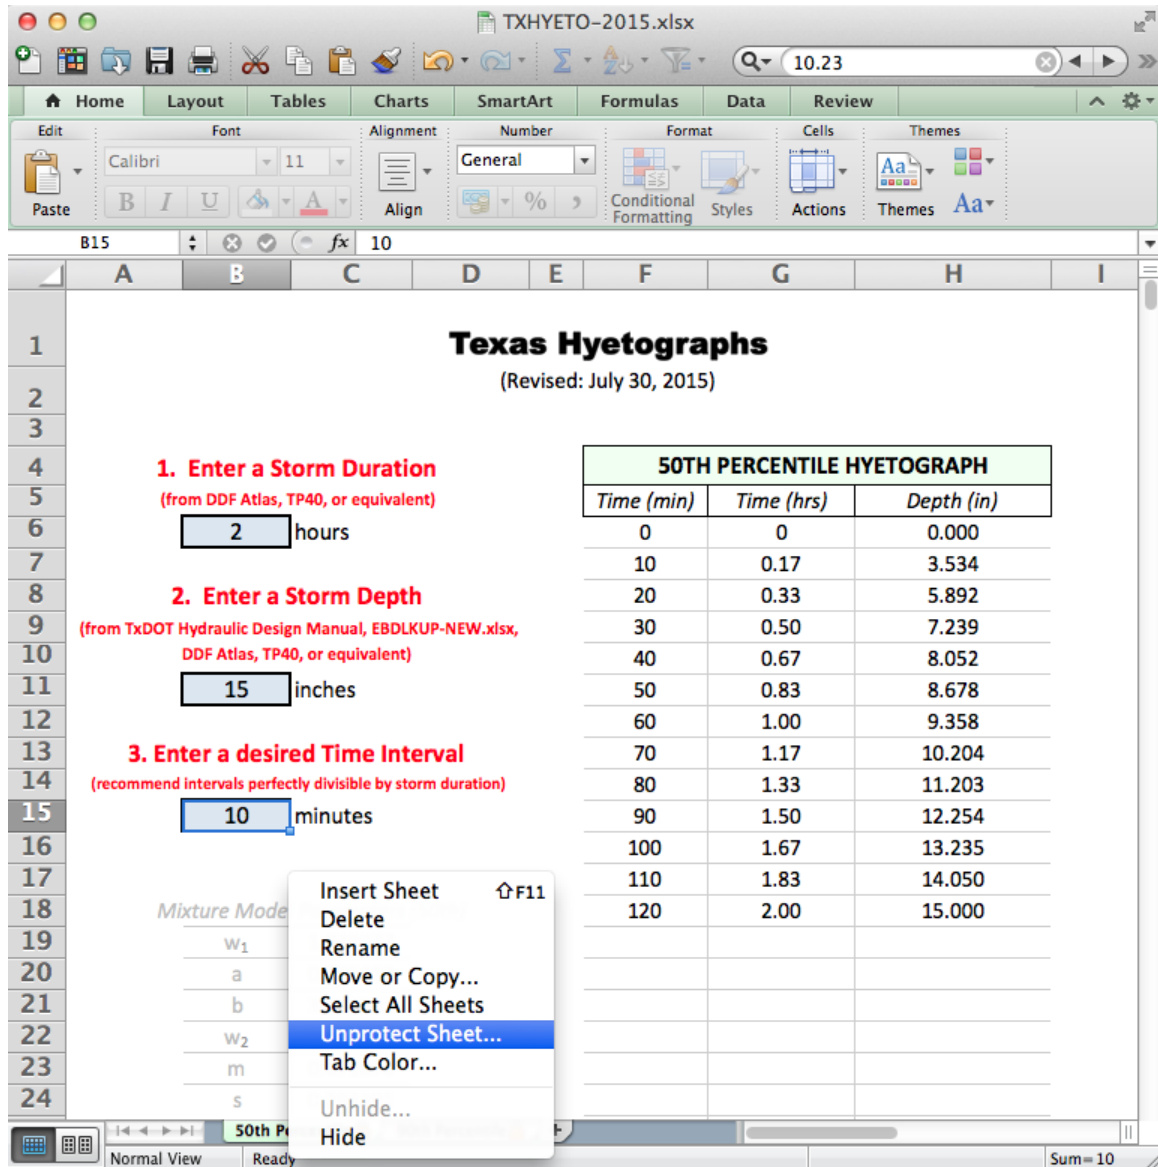 TXHYETO-2015.xlsx
10.23
Home Layout Tables Charts SmartArt Formulas Data Review
Edit Font Alignment Number Format Cells Themes
Calibri 11 General
Paste B I U A Align % Conditional Formatting Styles Actions Themes Aa
B15 fx 10
A B C D E F G H I
1 Texas Hyetographs
2 (Revised: July 30, 2015)
3
4 1. Enter a Storm Duration 50TH PERCENTILE HYETOGRAPH
5 (from DDF Atlas, TP40, or equivalent) Time (min) Time (hrs) Depth (in)
6 2 hours 0 0 0.000
7 10 0.17 3.534
8 2. Enter a Storm Depth 20 0.33 5.892
9 (from TxDOT Hydraulic Design Manual, EBDLKUP-NEW.xlsx, 30 0.50 7.239
10 DDF Atlas, TP40, or equivalent) 40 0.67 8.052
11 15 inches 50 0.83 8.678
12 60 1.00 9.358
13 3. Enter a desired Time Interval 70 1.17 10.204
14 (recommend intervals perfectly divisible by storm duration) 80 1.33 11.203
15 10 minutes 90 1.50 12.254
16 100 1.67 13.235
17 110 1.83 14.050
18 Mixture Mode 120 2.00 15.000
19 w1
20 a
21 b
22 w2
23 m
24 s
Insert Sheet ⇧F11
Delete
Rename
Move or Copy...
Select All Sheets
Unprotect Sheet...
Tab Color...
Unhide...
Hide
50th
Normal View Ready Sum=10